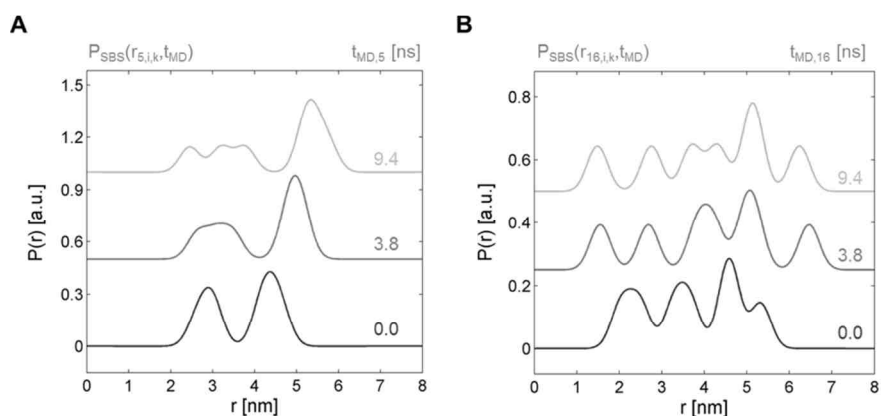 A
P_SBS(r_5,i,k,t_MD) t_MD,5 [ns]
1.5
1.2
0.9
0.6
0.3
0
P(r) [a.u.]
9.4
3.8
0.0
0 1 2 3 4 5 6 7 8
r [nm]
B
P_SBS(r_16,i,k,t_MD) t_MD,16 [ns]
0.8
0.6
0.4
0.2
0
P(r) [a.u.]
9.4
3.8
0.0
0 1 2 3 4 5 6 7 8
r [nm]